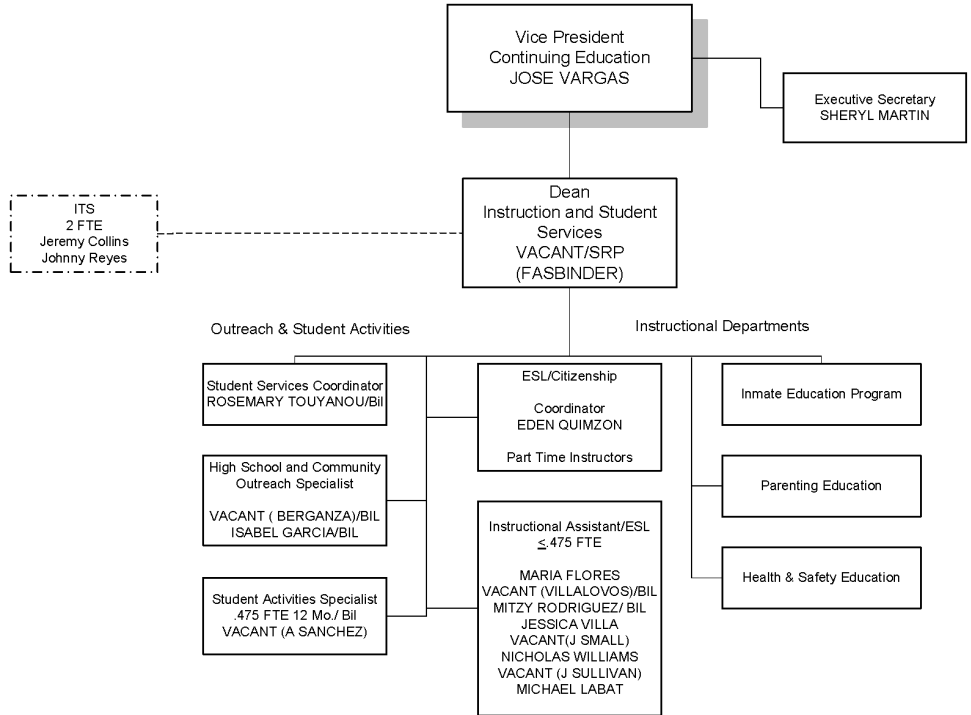 Vice President
Continuing Education
JOSE VARGAS
Executive Secretary
SHERYL MARTIN
Dean
Instruction and Student
Services
VACANT/SRP
(FASBINDER)
ITS
2 FTE
Jeremy Collins
Johnny Reyes
Outreach & Student Activities
Instructional Departments
Student Services Coordinator
ROSEMARY TOUYANOU/Bil
High School and Community
Outreach Specialist
VACANT ( BERGANZA)/BIL
ISABEL GARCIA/BIL
Student Activities Specialist
.475 FTE 12 Mo./ Bil
VACANT (A SANCHEZ)
ESL/Citizenship
Coordinator
EDEN QUIMZON
Part Time Instructors
Instructional Assistant/ESL
≤.475 FTE
MARIA FLORES
VACANT (VILLALOVOS)/BIL
MITZY RODRIGUEZ/ BIL
JESSICA VILLA
VACANT(J SMALL)
NICHOLAS WILLIAMS
VACANT (J SULLIVAN)
MICHAEL LABAT
Inmate Education Program
Parenting Education
Health & Safety Education